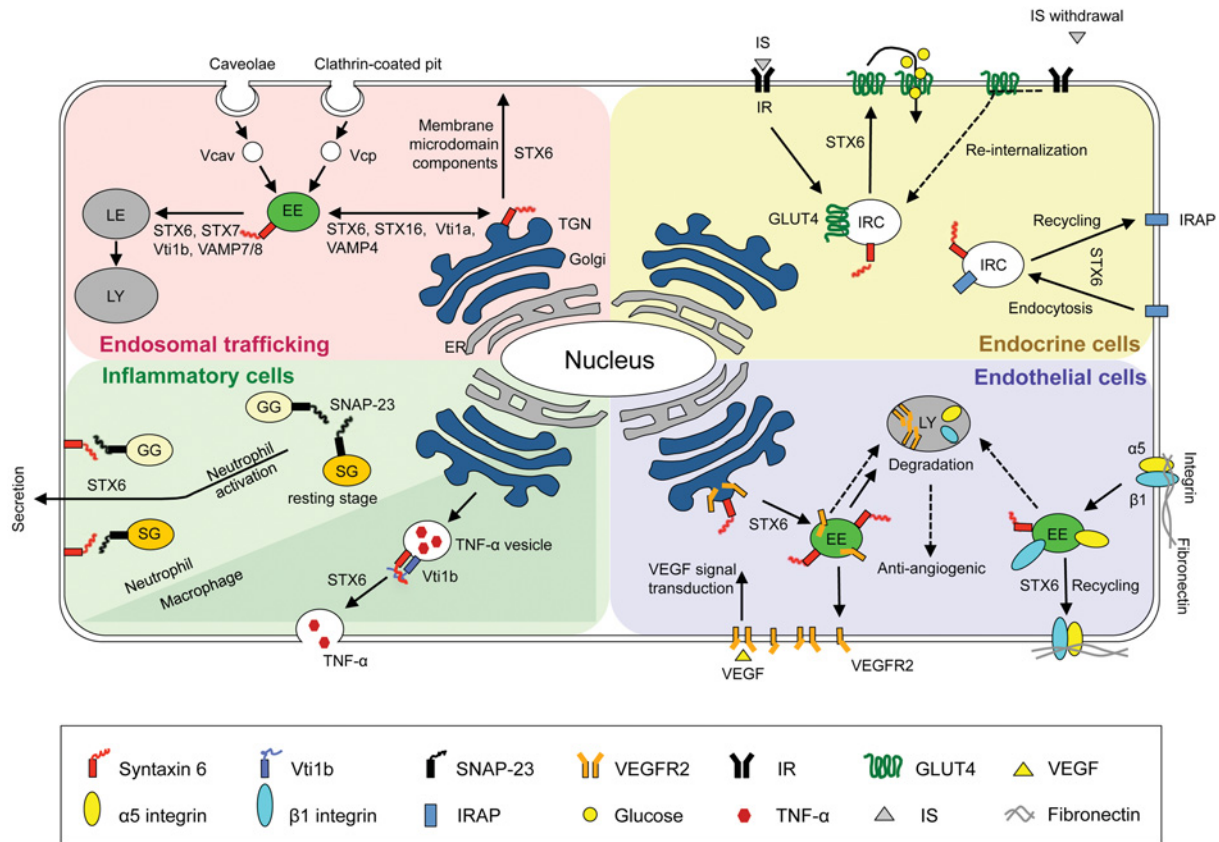 Caveolae
Clathrin-coated pit
Vcav
Vcp
EE
LE
LY
STX6, STX7
Vti1b, VAMP7/8
STX6, STX16, Vti1a,
VAMP4
Membrane
microdomain
components
STX6
TGN
Golgi
ER
Endosomal trafficking
IS
IR
IS withdrawal
STX6
Re-internalization
GLUT4
IRC
IRC
Recycling
STX6
Endocytosis
IRAP
Endocrine cells
Nucleus
Inflammatory cells
GG
SNAP-23
GG
SG
resting stage
Neutrophil
activation
STX6
Secretion
SG
Neutrophil
Macrophage
TNF-α vesicle
Vti1b
STX6
TNF-α
Endothelial cells
LY
Degradation
STX6
EE
Anti-angiogenic
VEGF signal
transduction
VEGF
VEGFR2
α5
β1
Integrin
Fibronectin
EE
STX6
Recycling
Syntaxin 6
Vti1b
SNAP-23
VEGFR2
IR
GLUT4
VEGF
α5 integrin
β1 integrin
IRAP
Glucose
TNF-α
IS
Fibronectin